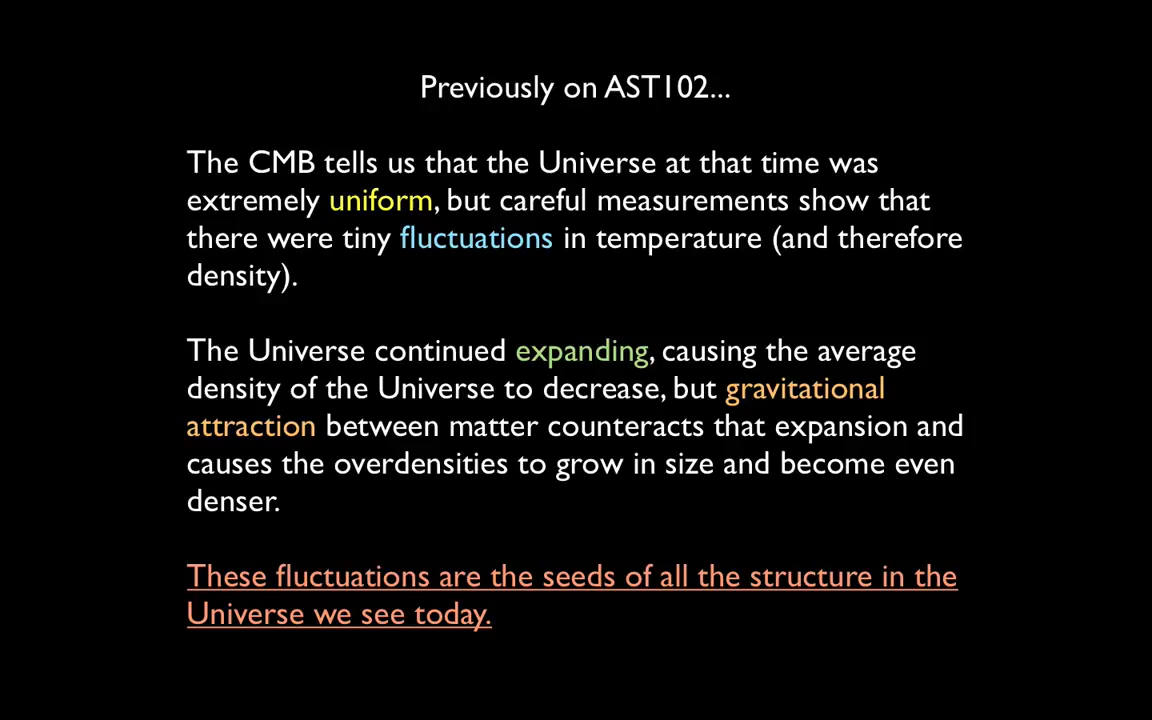 Previously on AST102...
The CMB tells us that the Universe at that time was
extremely uniform, but careful measurements show that
there were tiny fluctuations in temperature (and therefore
density).
The Universe continued expanding, causing the average
density of the Universe to decrease, but gravitational
attraction between matter counteracts that expansion and
causes the overdensities to grow in size and become even
denser.
These fluctuations are the seeds of all the structure in the
Universe we see today.